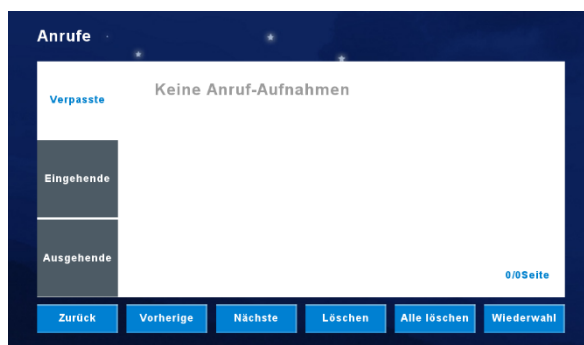 Anrufe
Verpasste
Keine Anruf-Aufnahmen
Eingehende
Ausgehende
0/0Seite
Zurück Vorherige Nächste Löschen Alle löschen Wiederwahl